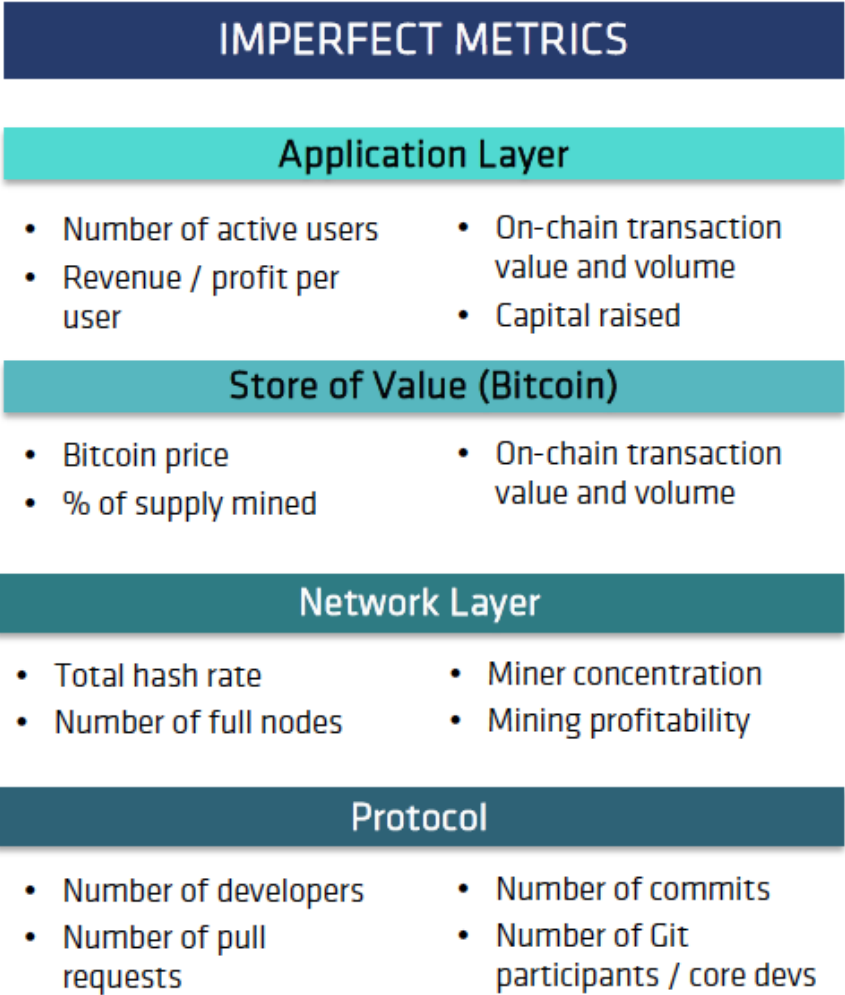 IMPERFECT METRICS
Application Layer
• Number of active users
• Revenue / profit per
user
• On-chain transaction
value and volume
• Capital raised
Store of Value (Bitcoin)
• Bitcoin price
• % of supply mined
• On-chain transaction
value and volume
Network Layer
• Total hash rate
• Number of full nodes
• Miner concentration
• Mining profitability
Protocol
• Number of developers
• Number of pull
requests
• Number of commits
• Number of Git
participants / core devs